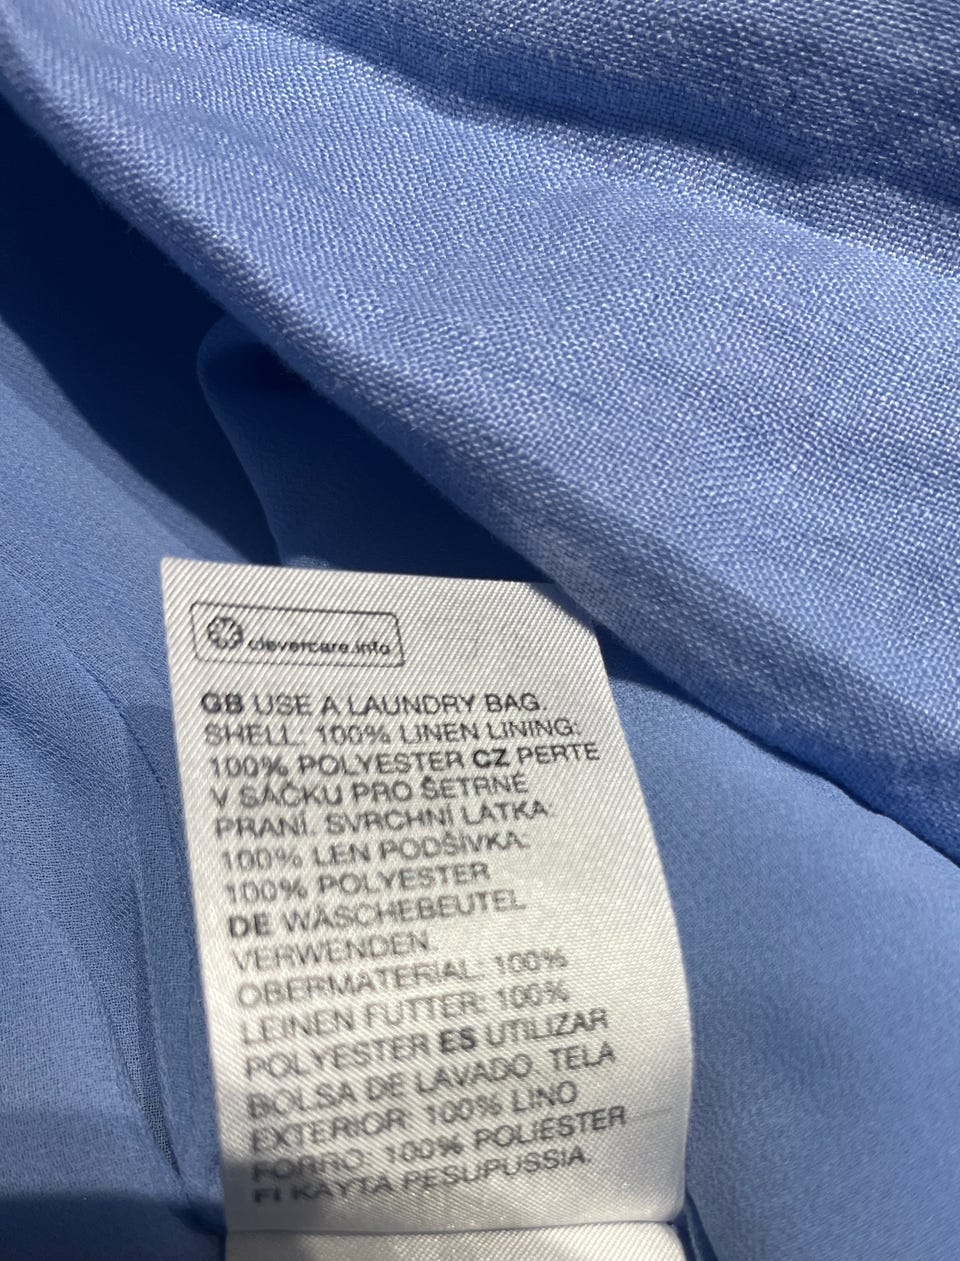 clevercare.info
GB USE A LAUNDRY BAG.
SHELL: 100% LINEN LINING:
100% POLYESTER CZ PERTE
V SÁČKU PRO ŠETRNÉ
PRANÍ. SVRCHNÍ LÁTKA:
100% LEN PODŠÍVKA:
100% POLYESTER
DE WÄSCHEBEUTEL
VERWENDEN.
OBERMATERIAL: 100%
LEINEN FUTTER: 100%
POLYESTER ES UTILIZAR
BOLSA DE LAVADO. TELA
EXTERIOR: 100% LINO
FORRO: 100% POLIÉSTER
FI KÄYTÄ PESUPUSSIA.